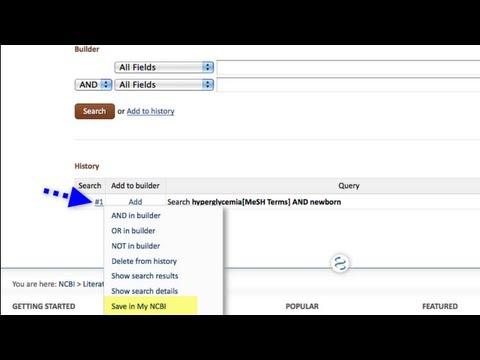 Builder
All Fields
AND All Fields
Search or Add to history
History
Search Add to builder Query
#1 Add Search hyperglycemia[MeSH Terms] AND newborn
AND in builder
OR in builder
NOT in builder
Delete from history
Show search results
Show search details
Save in My NCBI
You are here: NCBI > Literat
GETTING STARTED POPULAR FEATURED